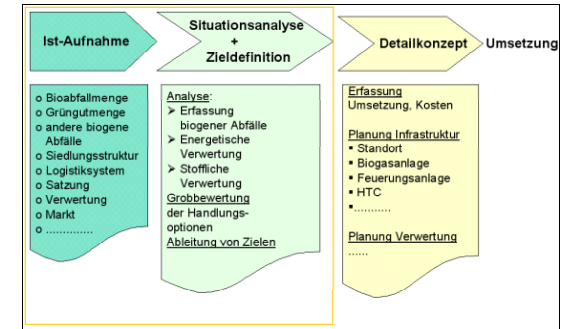 Ist-Aufnahme
Situationsanalyse
+
Zieldefinition
Detailkonzept
Umsetzung
o Bioabfallmenge
o Grüngutmenge
o andere biogene
Abfälle
o Siedlungsstruktur
o Logistiksystem
o Satzung
o Verwertung
o Markt
o ..............
Analyse:
➢ Erfassung
biogener Abfälle
➢ Energetische
Verwertung
➢ Stoffliche
Verwertung
Grobbewertung
der Handlungs-
optionen
Ableitung von Zielen
Erfassung
Umsetzung, Kosten
Planung Infrastruktur
▪ Standort
▪ Biogasanlage
▪ Feuerungsanlage
▪ HTC
▪...........
Planung Verwertung
......